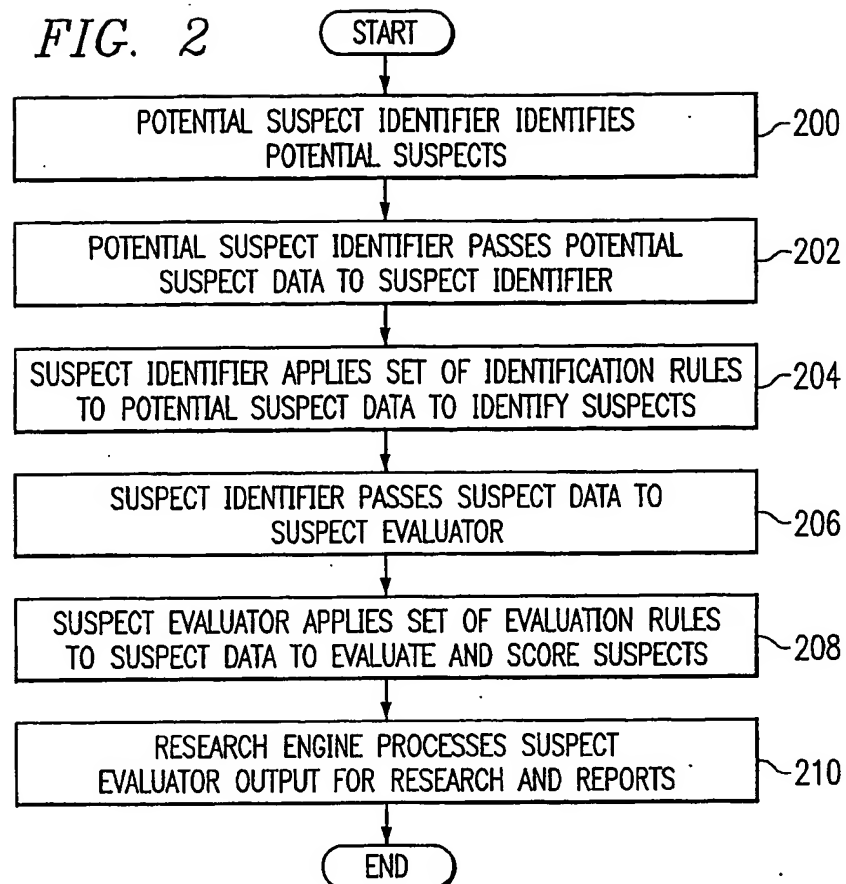 FIG. 2
START
POTENTIAL SUSPECT IDENTIFIER IDENTIFIES
POTENTIAL SUSPECTS
200
POTENTIAL SUSPECT IDENTIFIER PASSES POTENTIAL
SUSPECT DATA TO SUSPECT IDENTIFIER
202
SUSPECT IDENTIFIER APPLIES SET OF IDENTIFICATION RULES
TO POTENTIAL SUSPECT DATA TO IDENTIFY SUSPECTS
204
SUSPECT IDENTIFIER PASSES SUSPECT DATA TO
SUSPECT EVALUATOR
206
SUSPECT EVALUATOR APPLIES SET OF EVALUATION RULES
TO SUSPECT DATA TO EVALUATE AND SCORE SUSPECTS
208
RESEARCH ENGINE PROCESSES SUSPECT
EVALUATOR OUTPUT FOR RESEARCH AND REPORTS
210
END